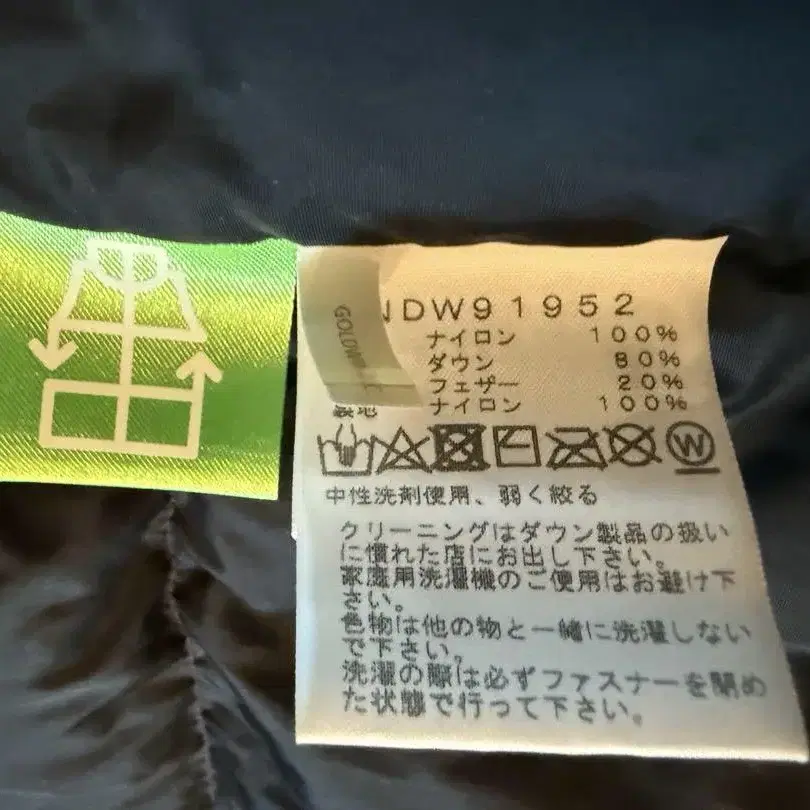 NDW91952
ナイロン 100%
ダウン 80%
フェザー 20%
ナイロン 100%
GOLDW
W
中性洗剤使用、弱く絞る
クリーニングはダウン製品の扱い
に慣れた店にお出し下さい。
家庭用洗濯機のご使用はお避け下
さい。
色物は他の物と一緒に洗濯しない
で下さい。
洗濯の際は必ずファスナーを閉め
た状態で行って下さい。